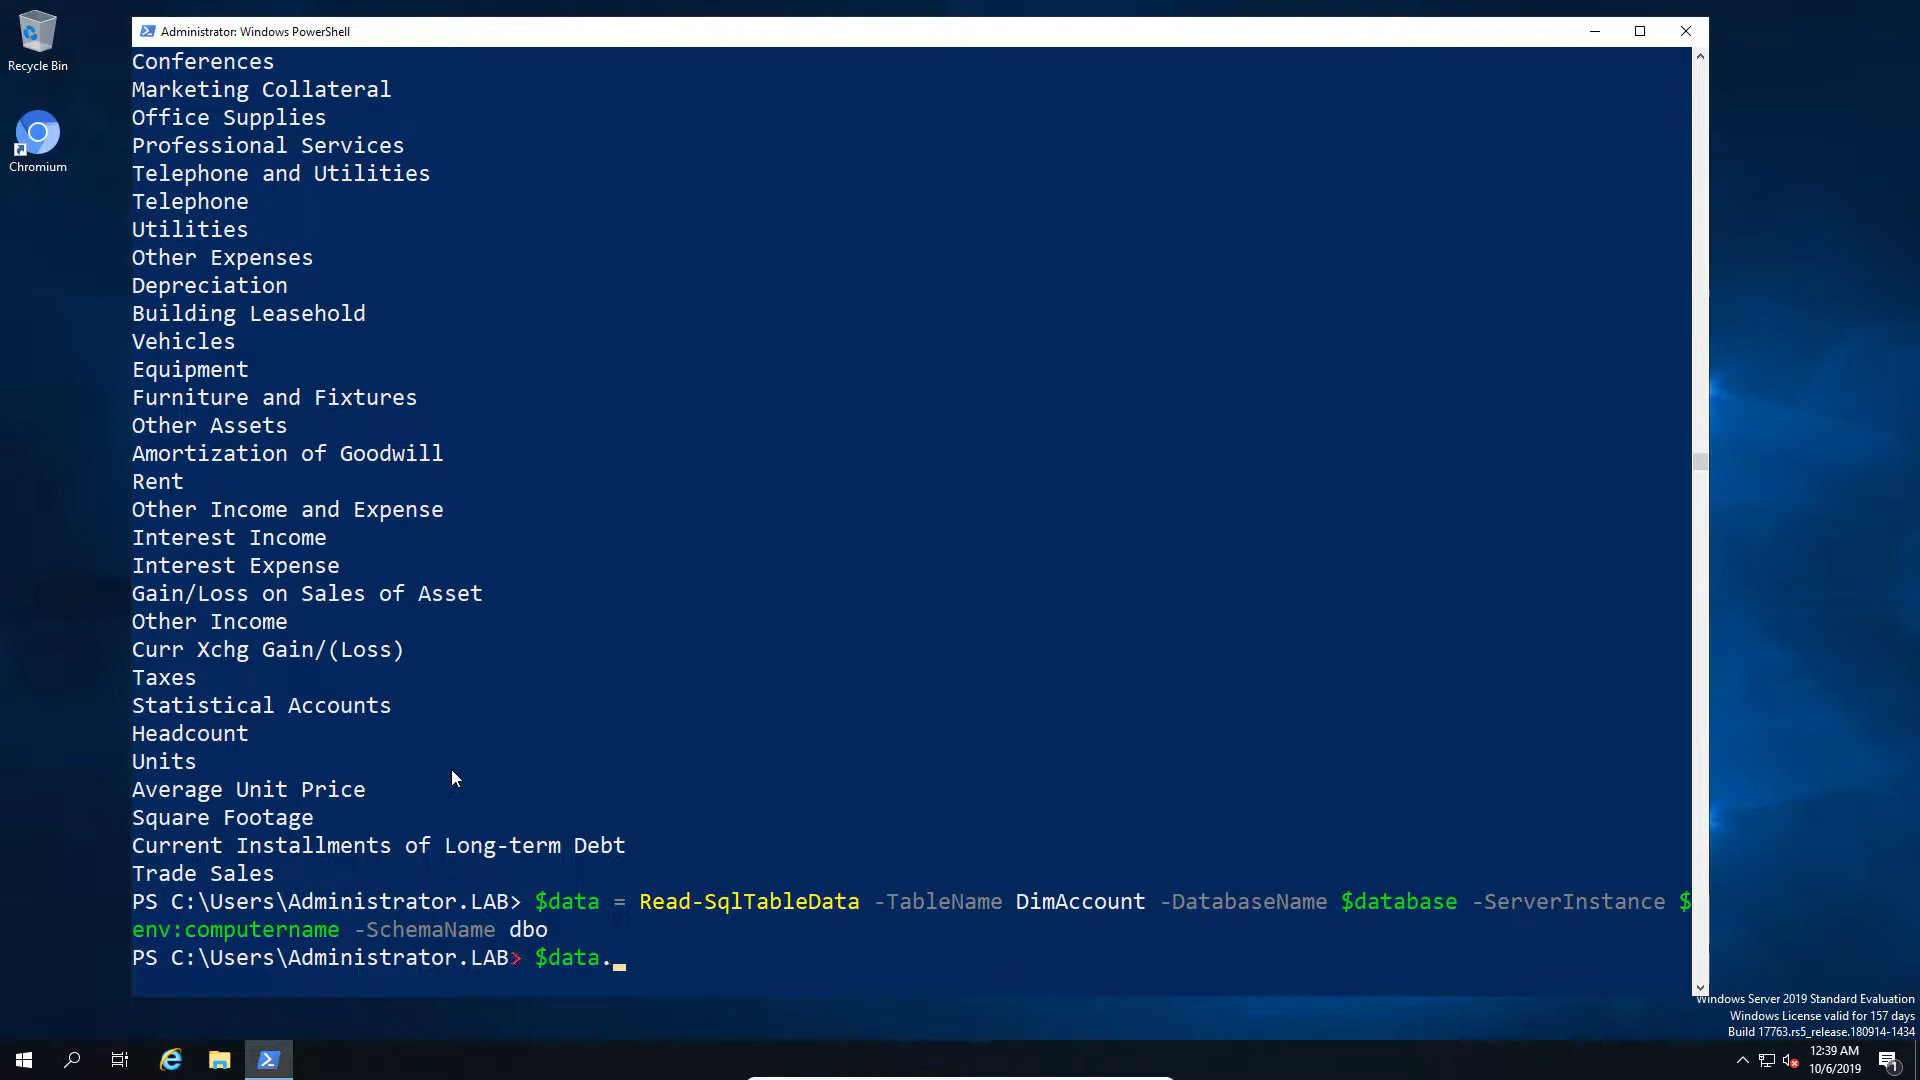 Recycle Bin
Chromium
Administrator: Windows PowerShell
Conferences
Marketing Collateral
Office Supplies
Professional Services
Telephone and Utilities
Telephone
Utilities
Other Expenses
Depreciation
Building Leasehold
Vehicles
Equipment
Furniture and Fixtures
Other Assets
Amortization of Goodwill
Rent
Other Income and Expense
Interest Income
Interest Expense
Gain/Loss on Sales of Asset
Other Income
Curr Xchg Gain/(Loss)
Taxes
Statistical Accounts
Headcount
Units
Average Unit Price
Square Footage
Current Installments of Long-term Debt
Trade Sales
PS C:\Users\Administrator.LAB> $data = Read-SqlTableData -TableName DimAccount -DatabaseName $database -ServerInstance $
env:computername -SchemaName dbo
PS C:\Users\Administrator.LAB> $data._
Windows Server 2019 Standard Evaluation
Windows License valid for 157 days
Build 17763.rs5_release.180914-1434
12:39 AM
10/6/2019
1